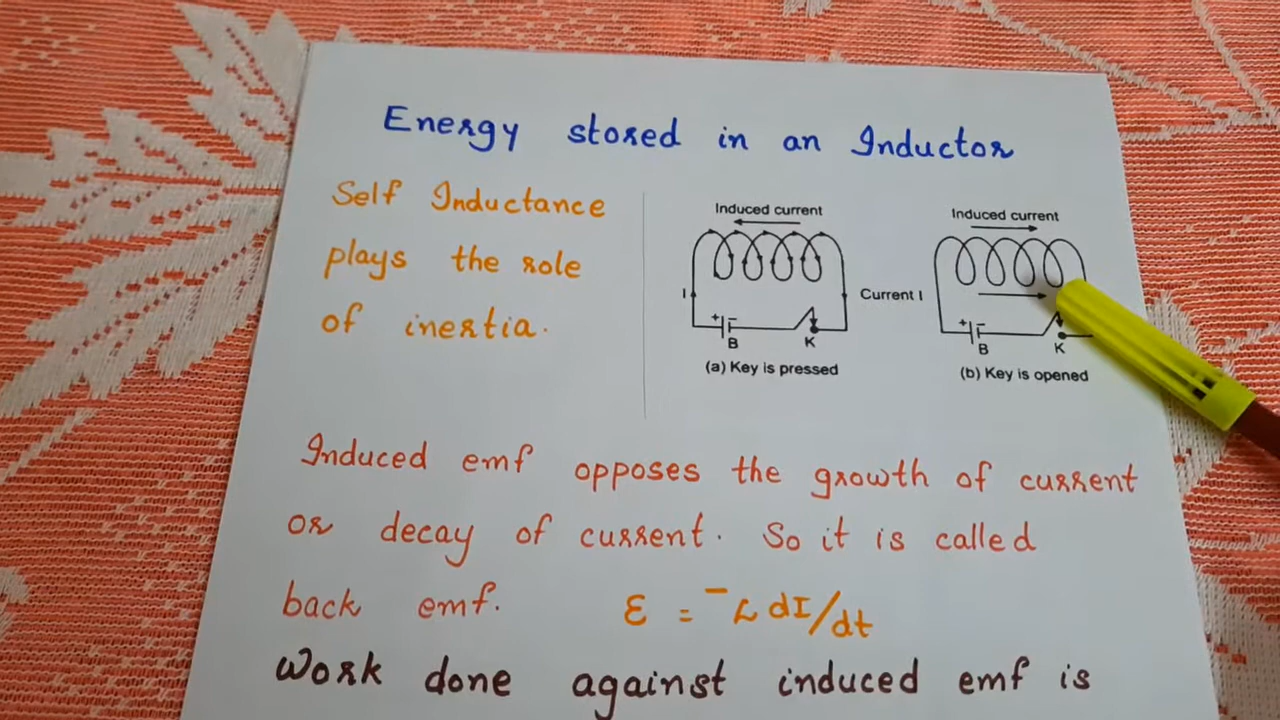 Energy stored in an Inductor
Self Inductance
plays the role
of inertia.
Induced current
I
+ -
B
K
(a) Key is pressed
Induced current
Current I
+ -
B
K
(b) Key is opened
Induced emf opposes the growth of current
or decay of current. So it is called
back emf. ε = -L dI/dt
Work done against induced emf is